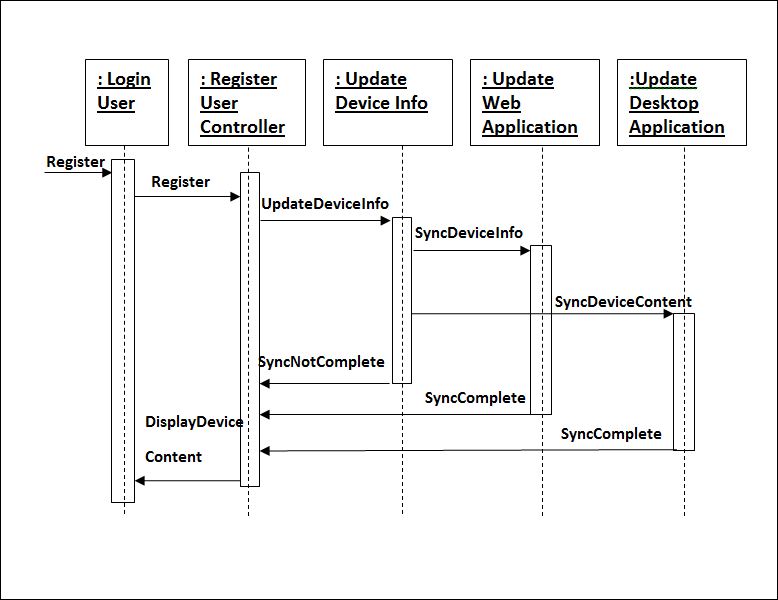 : Login
User
: Register
User
Controller
: Update
Device Info
: Update
Web
Application
:Update
Desktop
Application
Register
Register
UpdateDeviceInfo
SyncDeviceInfo
SyncDeviceContent
SyncNotComplete
SyncComplete
DisplayDevice
SyncComplete
Content